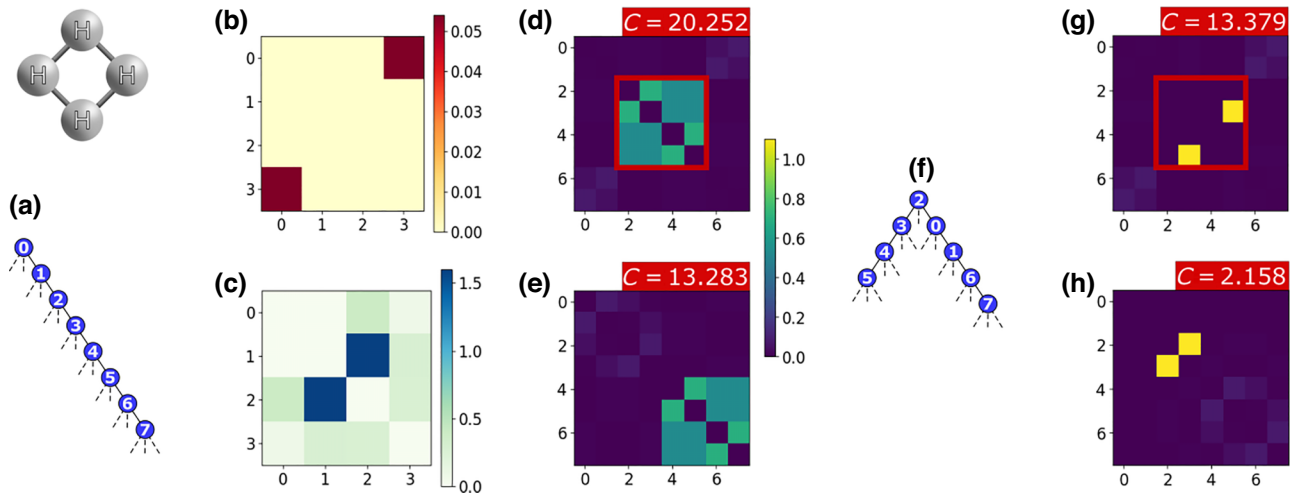 H
H H
H
(a)
0
1
2
3
4
5
6
7
(b)
0
1
2
3
0 1 2 3
0.05
0.04
0.03
0.02
0.01
0.00
(c)
0
1
2
3
0 1 2 3
1.5
1.0
0.5
0.0
(d)
C = 20.252
0
2
4
6
0 2 4 6
(e)
C = 13.283
0
2
4
6
0 2 4 6
1.0
0.8
0.6
0.4
0.2
0.0
(f)
2
3 0
4 1
5 6
7
(g)
C = 13.379
0
2
4
6
0 2 4 6
(h)
C = 2.158
0
2
4
6
0 2 4 6